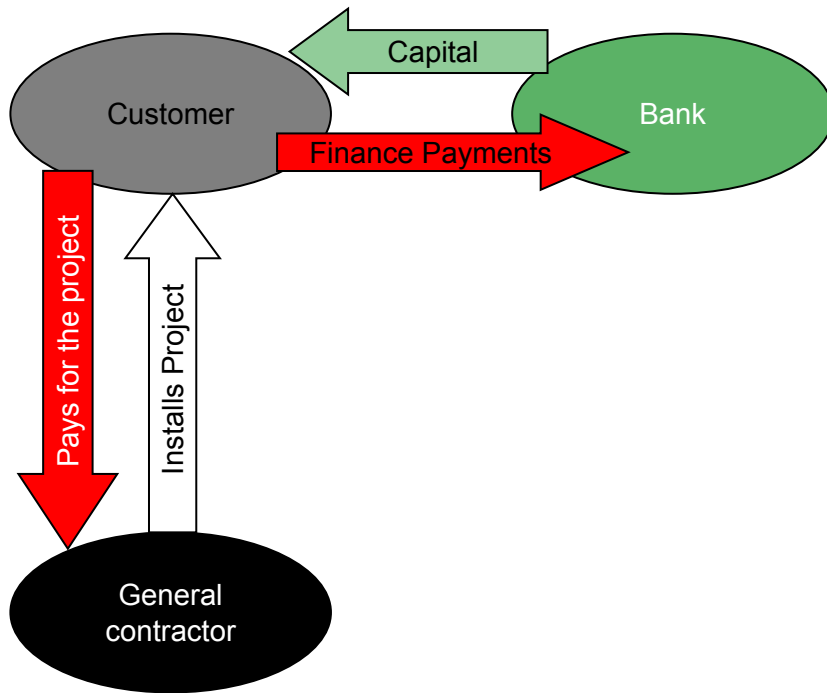 Capital
Customer
Bank
Finance Payments
Pays for the project
Installs Project
General
contractor